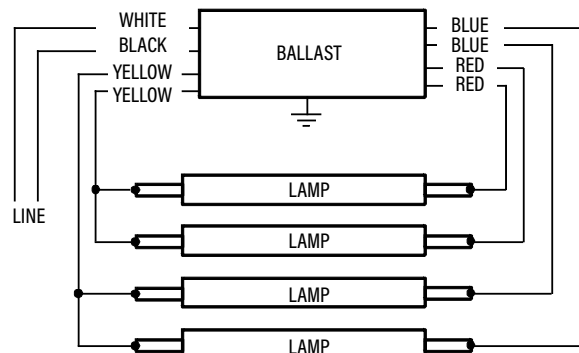 WHITE
BLACK
YELLOW
YELLOW
BALLAST
BLUE
BLUE
RED
RED
LINE
LAMP
LAMP
LAMP
LAMP